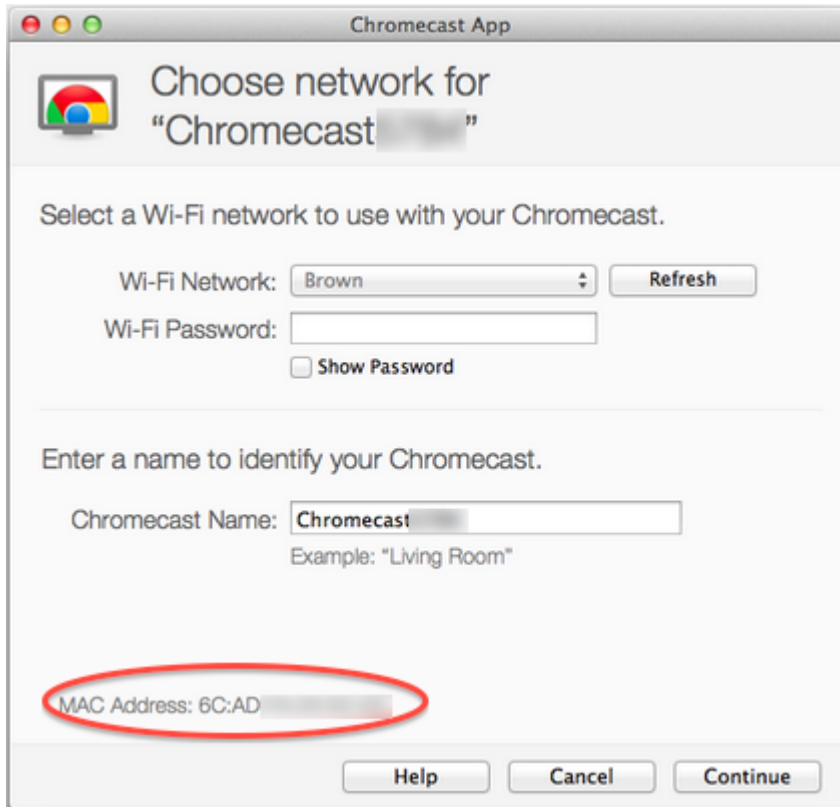 Chromecast App
Choose network for
“Chromecast ”
Select a Wi-Fi network to use with your Chromecast.
Wi-Fi Network: Brown Refresh
Wi-Fi Password:
Show Password
Enter a name to identify your Chromecast.
Chromecast Name: Chromecast
Example: “Living Room”
MAC Address: 6C:AD
Help Cancel Continue